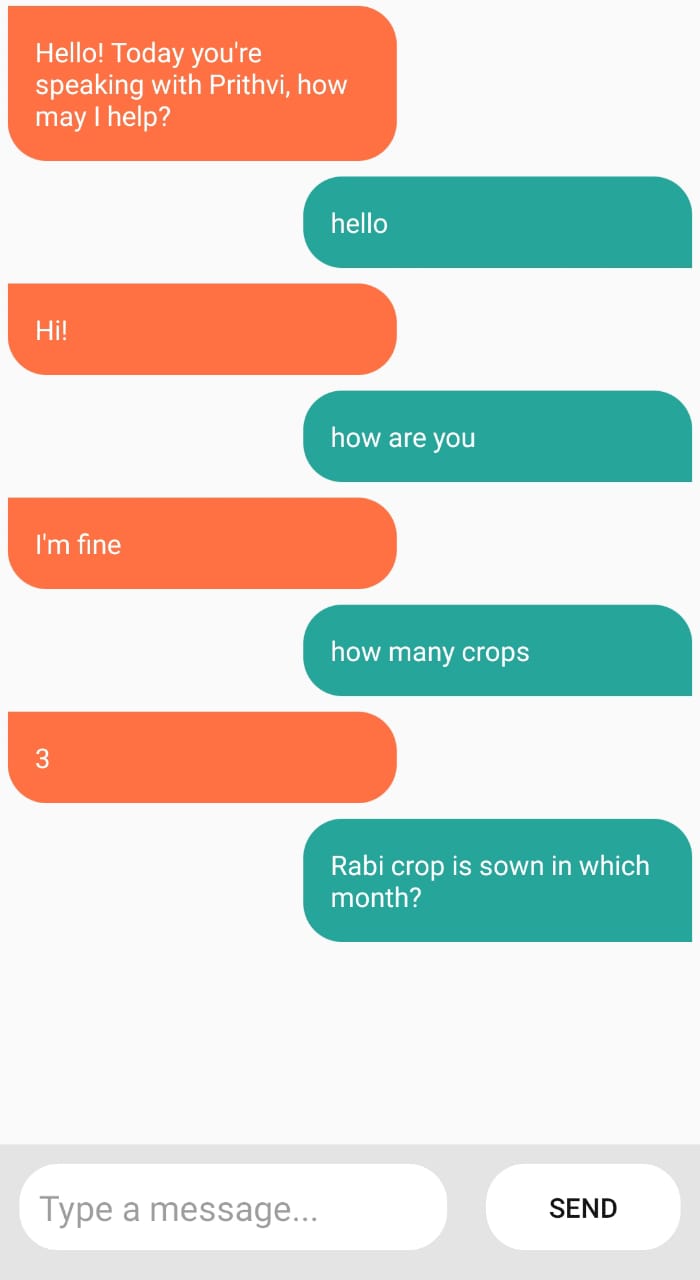 Hello! Today you're
speaking with Prithvi, how
may I help?
hello
Hi!
how are you
I'm fine
how many crops
3
Rabi crop is sown in which
month?
Type a message...
SEND